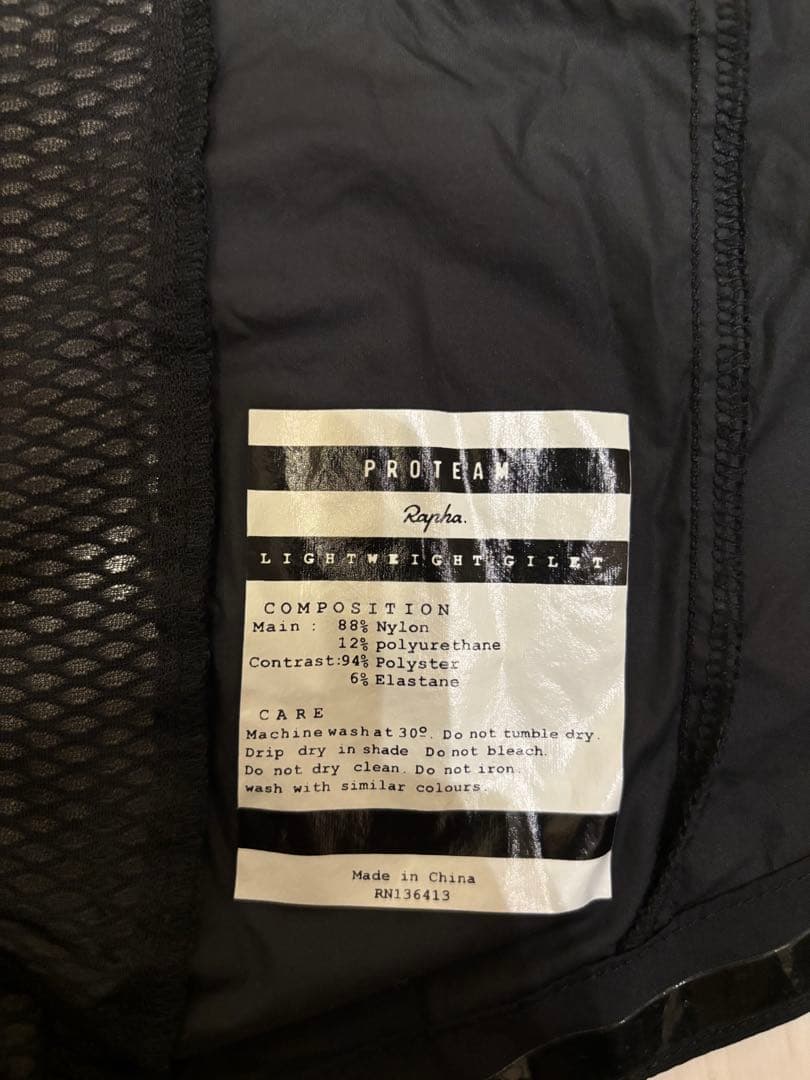 PROTEAM
Rapha.
LIGHTWEIGHT GILET
COMPOSITION
Main : 88% Nylon
12% polyurethane
Contrast:94% Polyster
6% Elastane
CARE
Machine wash at 30º. Do not tumble dry.
Drip dry in shade Do not bleach.
Do not dry clean. Do not iron.
wash with similar colours.
Made in China
RN136413